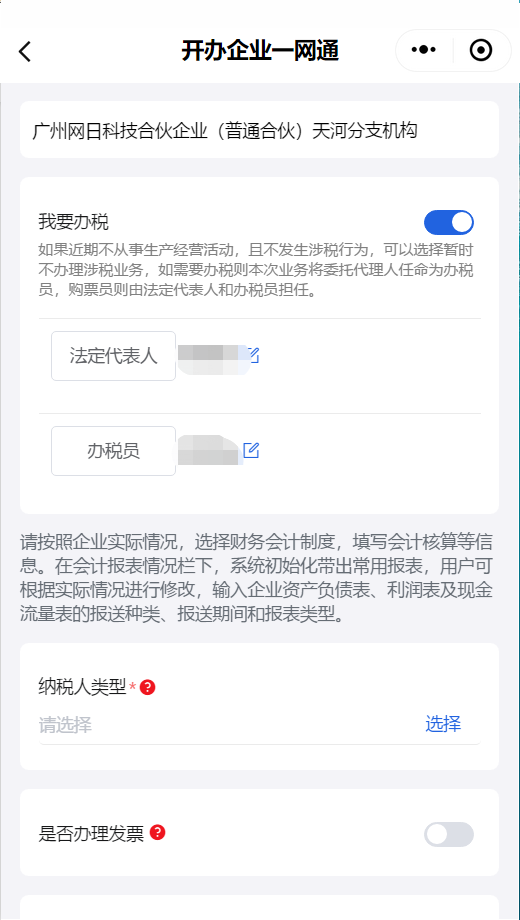 开办企业一网通
广州网日科技合伙企业（普通合伙）天河分支机构
我要办税
如果近期不从事生产经营活动，且不发生涉税行为，可以选择暂时
不办理涉税业务，如需要办税则本次业务将委托代理人任命为办税
员，购票员则由法定代表人和办税员担任。
法定代表人
办税员
请按照企业实际情况，选择财务会计制度，填写会计核算等信
息。在会计报表情况栏下，系统初始化带出常用报表，用户可
根据实际情况进行修改，输入企业资产负债表、利润表及现金
流量表的报送种类、报送期间和报表类型。
纳税人类型*?
请选择 选择
是否办理发票?